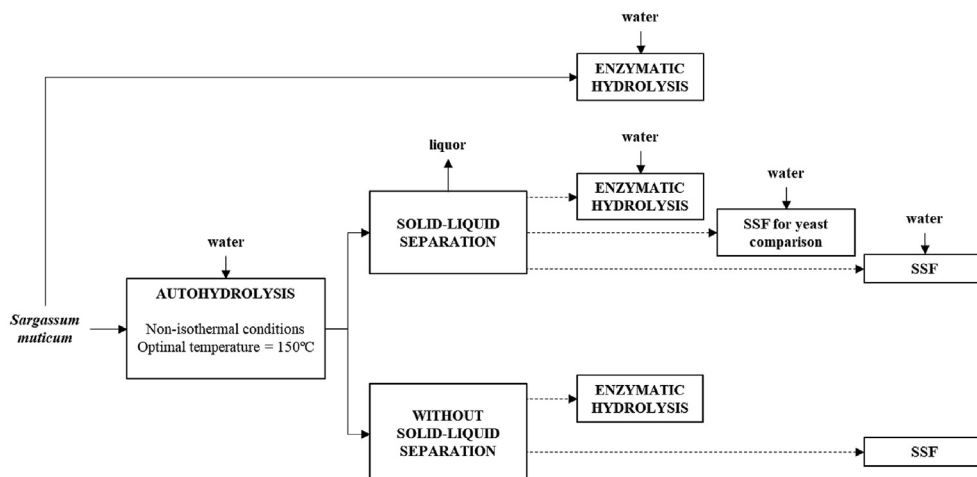 water
ENZYMATIC
HYDROLYSIS
liquor
water
ENZYMATIC
HYDROLYSIS
water
SOLID-LIQUID
SEPARATION
SSF for yeast
comparison
water
SSF
water
AUTOHYDROLYSIS
Non-isothermal conditions
Optimal temperature = 150ºC
Sargassum
muticum
ENZYMATIC
HYDROLYSIS
WITHOUT
SOLID-LIQUID
SEPARATION
SSF